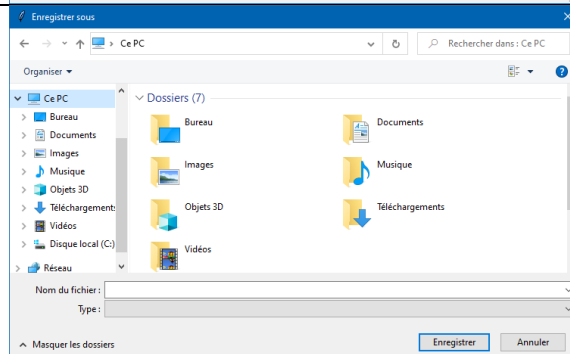 Enregistrer sous
Ce PC
Rechercher dans : Ce PC
Organiser
Ce PC
Bureau
Documents
Images
Musique
Objets 3D
Téléchargements
Vidéos
Disque local (C:)
Réseau
Dossiers (7)
Bureau
Documents
Images
Musique
Objets 3D
Téléchargements
Vidéos
Nom du fichier :
Type :
Masquer les dossiers
Enregistrer
Annuler